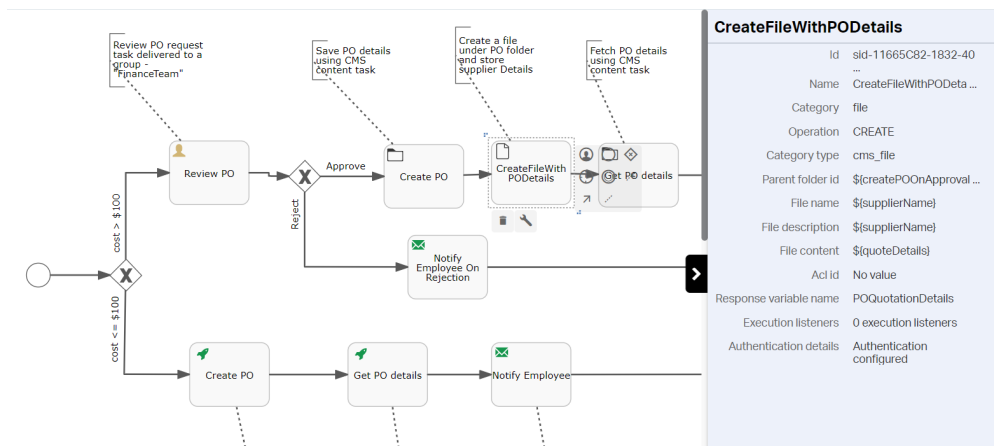 Review PO request
task delivered to a
group -
"FinanceTeam"
Save PO details
using CMS
content task
Create a file
under PO folder
and store
supplier Details
Fetch PO details
using CMS
content task
Review PO
Approve
Create PO
CreateFileWith
PODetails
Get PO details
cost > $100
Reject
Notify
Employee On
Rejection
cost <= $100
Create PO
Get PO details
Notify Employee
CreateFileWithPODetails
Id sid-11665C82-1832-40
...
Name CreateFileWithPODeta ...
Category file
Operation CREATE
Category type cms_file
Parent folder id ${createPOOnApproval ...
File name ${supplierName}
File description ${supplierName}
File content ${quoteDetails}
Acl id No value
Response variable name POQuotationDetails
Execution listeners 0 execution listeners
Authentication details Authentication
configured